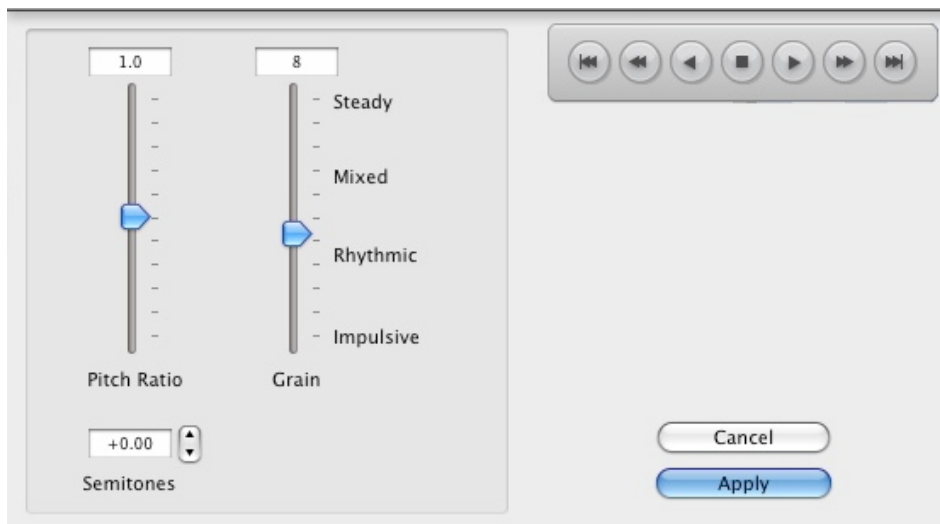 1.0
8
Steady
Mixed
Rhythmic
Impulsive
Pitch Ratio
Grain
+0.00
Semitones
Cancel
Apply